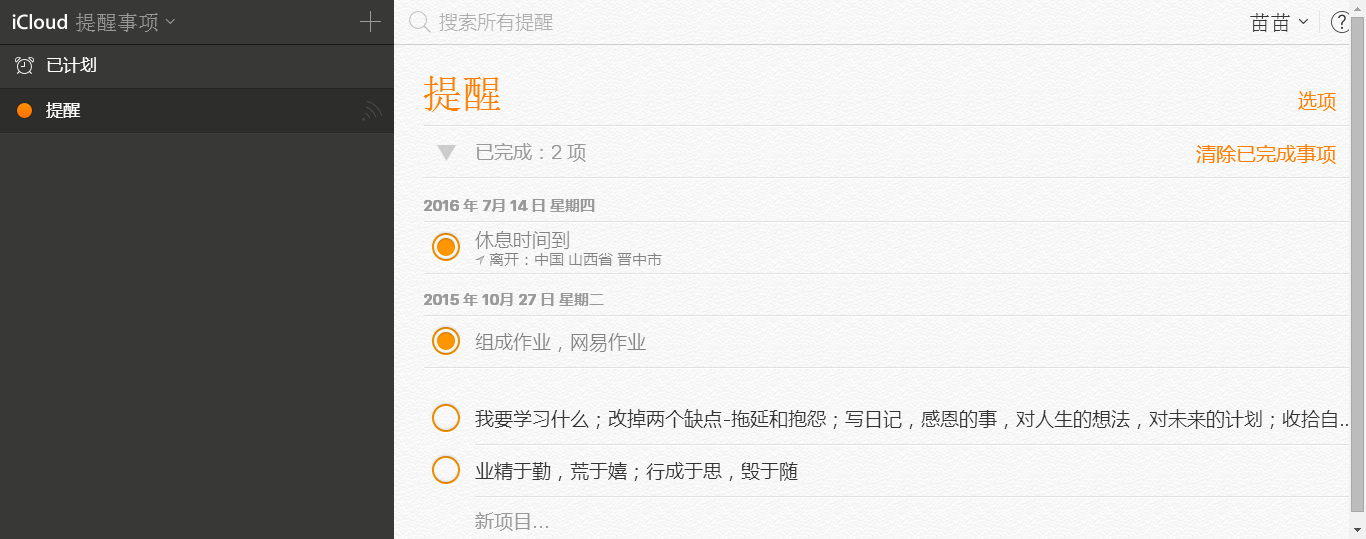 iCloud 提醒事项
搜索所有提醒
苗苗
?
已计划
提醒
提醒
选项
已完成：2 项
清除已完成事项
2016 年 7月 14 日 星期四
休息时间到
离开：中国 山西省 晋中市
2015 年 10月 27 日 星期二
组成作业，网易作业
我要学习什么；改掉两个缺点-拖延和抱怨；写日记，感恩的事，对人生的想法，对未来的计划；收拾自...
业精于勤，荒于嬉；行成于思，毁于随
新项目...